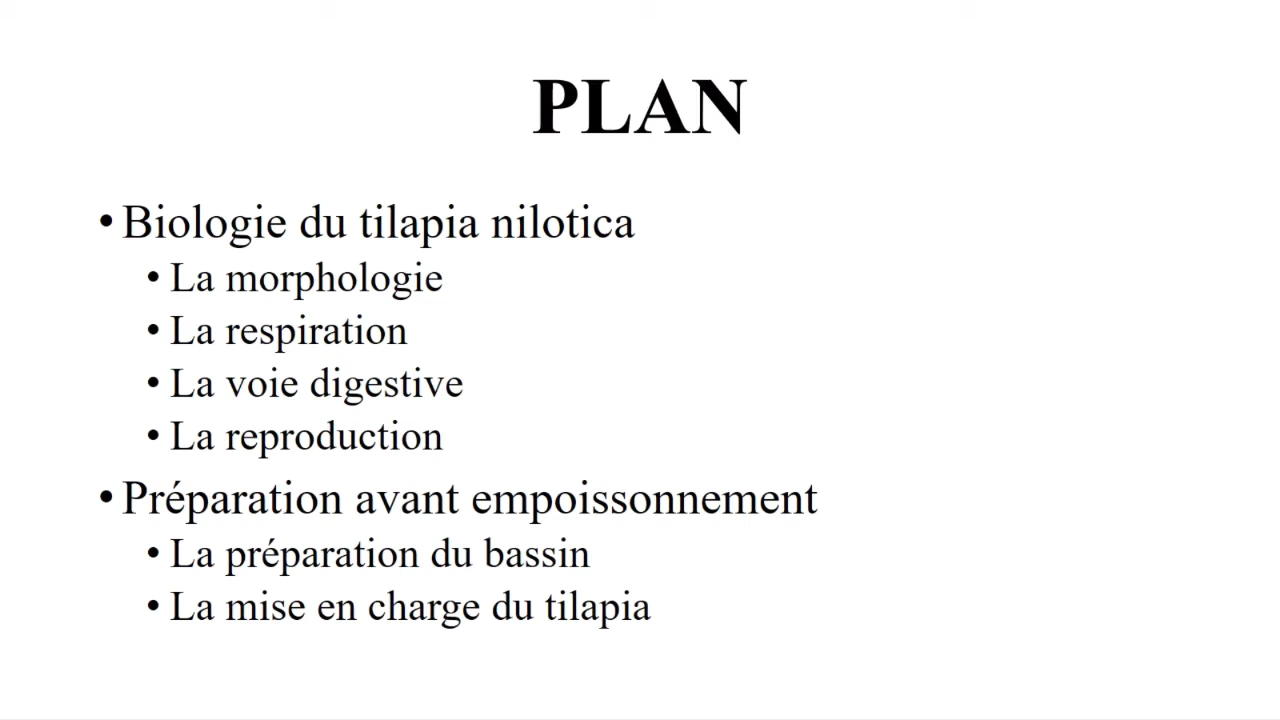 PLAN
• Biologie du tilapia nilotica
• La morphologie
• La respiration
• La voie digestive
• La reproduction
• Préparation avant empoissonnement
• La préparation du bassin
• La mise en charge du tilapia